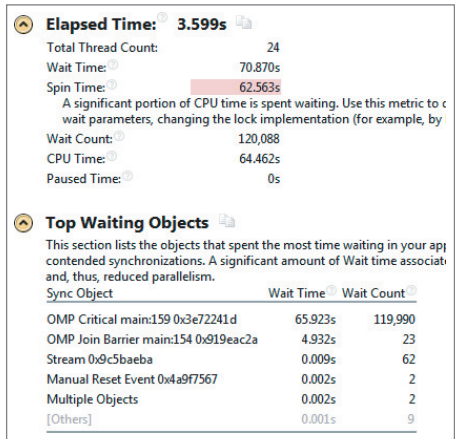 Elapsed Time: 3.599s
Total Thread Count: 24
Wait Time: 70.870s
Spin Time: 62.563s
A significant portion of CPU time is spent waiting. Use this metric to
wait parameters, changing the lock implementation (for example, by
Wait Count: 120,088
CPU Time: 64.462s
Paused Time: 0s
Top Waiting Objects
This section lists the objects that spent the most time waiting in your
contended synchronizations. A significant amount of Wait time
and, thus, reduced parallelism.
Sync Object Wait Time Wait Count
OMP Critical main:159 0x3e72241d 65.923s 119,990
OMP Join Barrier main:154 0x919eac2a 4.932s 23
Stream 0x9c5baeba 0.009s 62
Manual Reset Event 0x4a9f7567 0.002s 2
Multiple Objects 0.002s 2
[Others] 0.001s 9